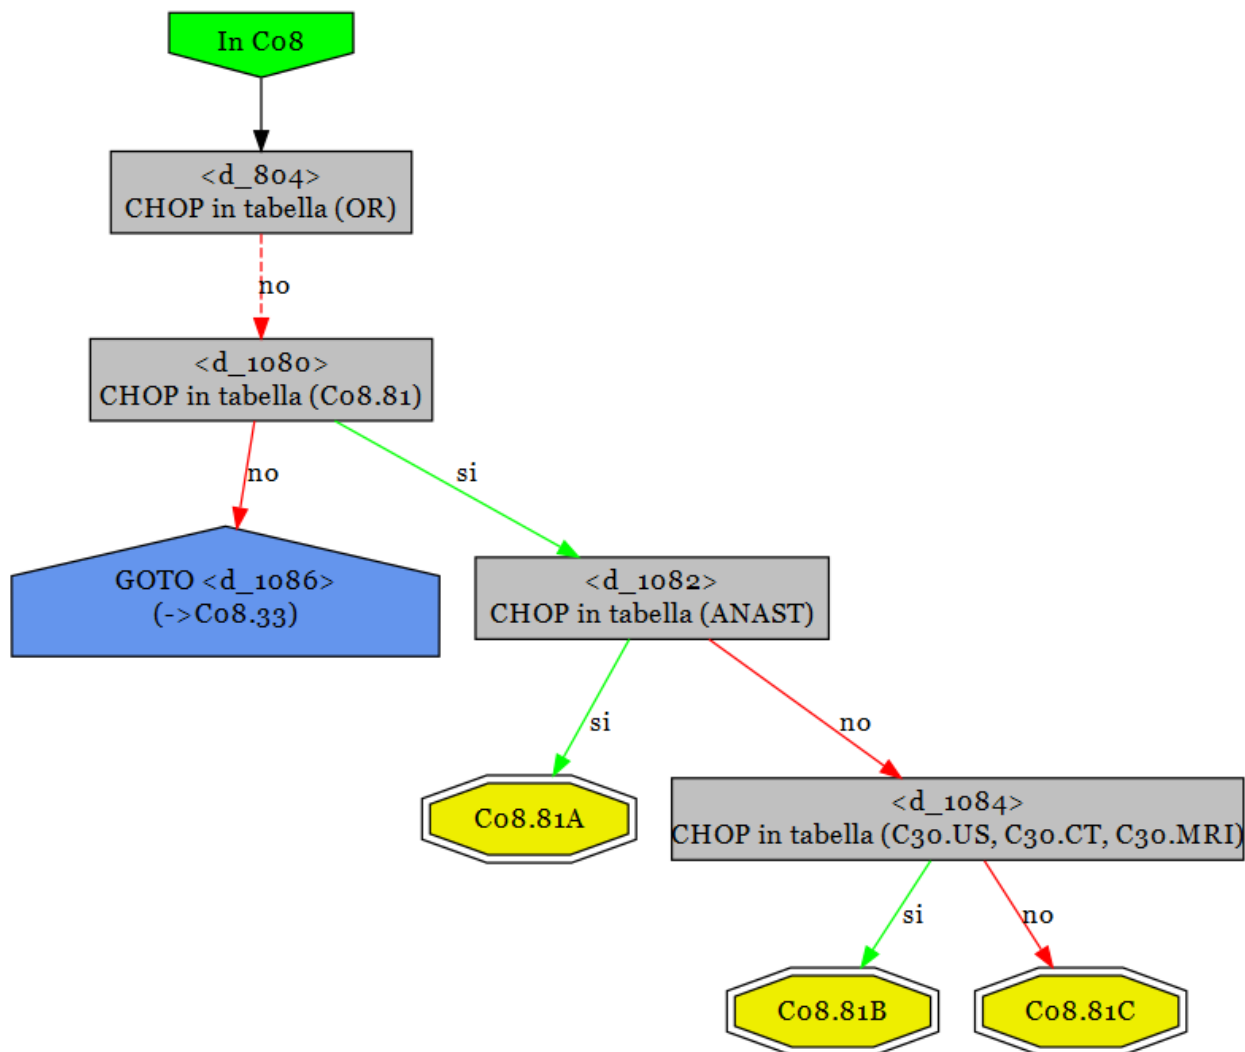 In C08
<d_804>
CHOP in tabella (OR)
no
<d_1080>
CHOP in tabella (C08.81)
no
si
GOTO <d_1086>
(->C08.33)
<d_1082>
CHOP in tabella (ANAST)
si
no
C08.81A
<d_1084>
CHOP in tabella (C30.US, C30.CT, C30.MRI)
si
no
C08.81B
C08.81C